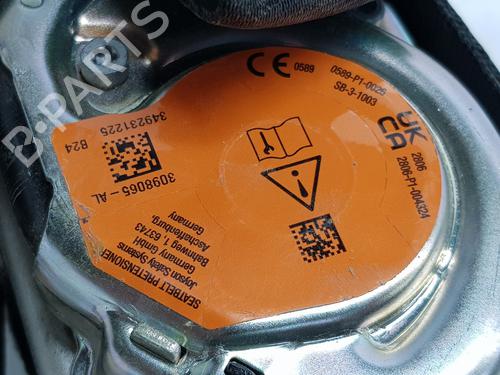 B-PARTS
CE 0589
0589-P1-0026
SB-3-1003
UK
CA
2806
2806-P1-004324
349231225
B24
3098065-AL
SEATBELT PRETENSIONER
Joyson Safety Systems
Germany GmbH
Bahnweg 1, 63743
Aschaffenburg,
Germany